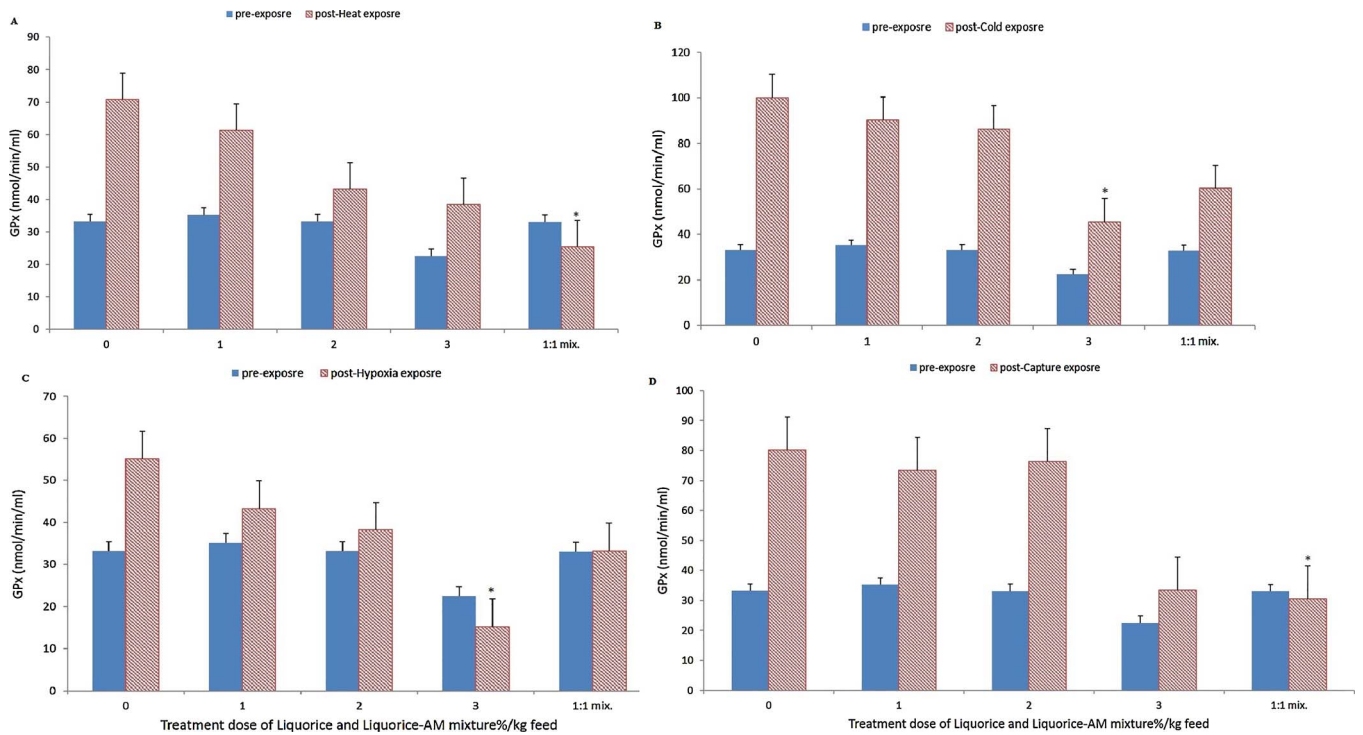 A
pre-exposre post-Heat exposre
GPx (nmol/min/ml)
90
80
70
60
50
40
30
20
10
0
*
0 1 2 3 1:1 mix.
B
pre-exposre post-Cold exposre
GPx (nmol/min/ml)
120
100
80
60
40
20
0
*
0 1 2 3 1:1 mix.
C
pre-exposre post-Hypoxia exposre
GPx (nmol/min/ml)
70
60
50
40
30
20
10
0
*
0 1 2 3 1:1 mix.
Treatment dose of Liquorice and Liquorice-AM mixture%/kg feed
D
pre-exposre post-Capture exposre
GPx (nmol/min/ml)
100
90
80
70
60
50
40
30
20
10
0
*
0 1 2 3 1:1 mix.
Treatment dose of Liquorice and Liquorice-AM mixture%/kg feed